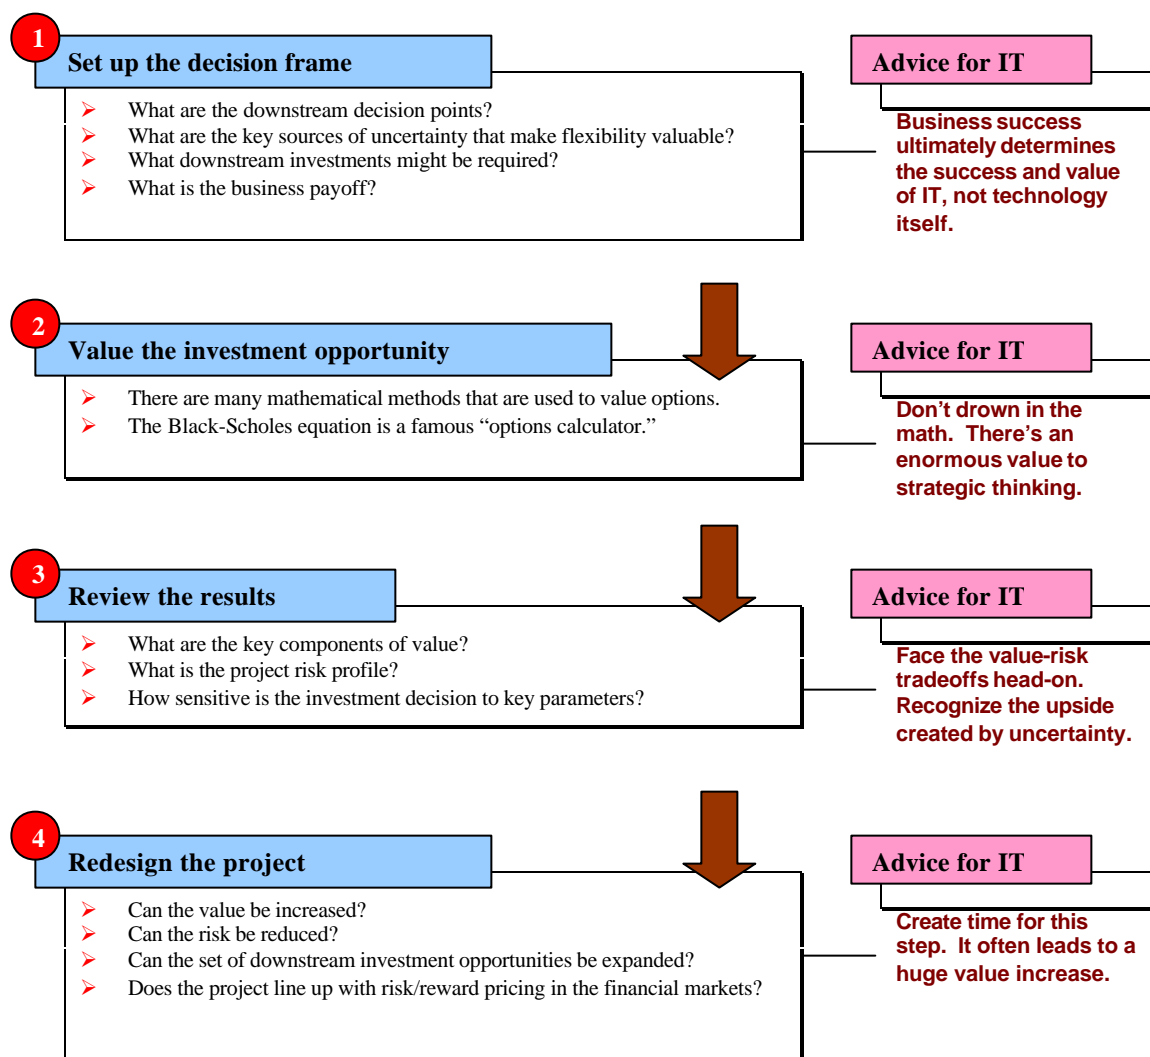 1
Set up the decision frame
What are the downstream decision points?
What are the key sources of uncertainty that make flexibility valuable?
What downstream investments might be required?
What is the business payoff?
Advice for IT
Business success
ultimately determines
the success and value
of IT, not technology
itself.
2
Value the investment opportunity
There are many mathematical methods that are used to value options.
The Black-Scholes equation is a famous “options calculator.”
Advice for IT
Don’t drown in the
math.  There’s an
enormous value to
strategic thinking.
3
Review the results
What are the key components of value?
What is the project risk profile?
How sensitive is the investment decision to key parameters?
Advice for IT
Face the value-risk
tradeoffs head-on.
Recognize the upside
created by uncertainty.
4
Redesign the project
Can the value be increased?
Can the risk be reduced?
Can the set of downstream investment opportunities be expanded?
Does the project line up with risk/reward pricing in the financial markets?
Advice for IT
Create time for this
step.  It often leads to a
huge value increase.